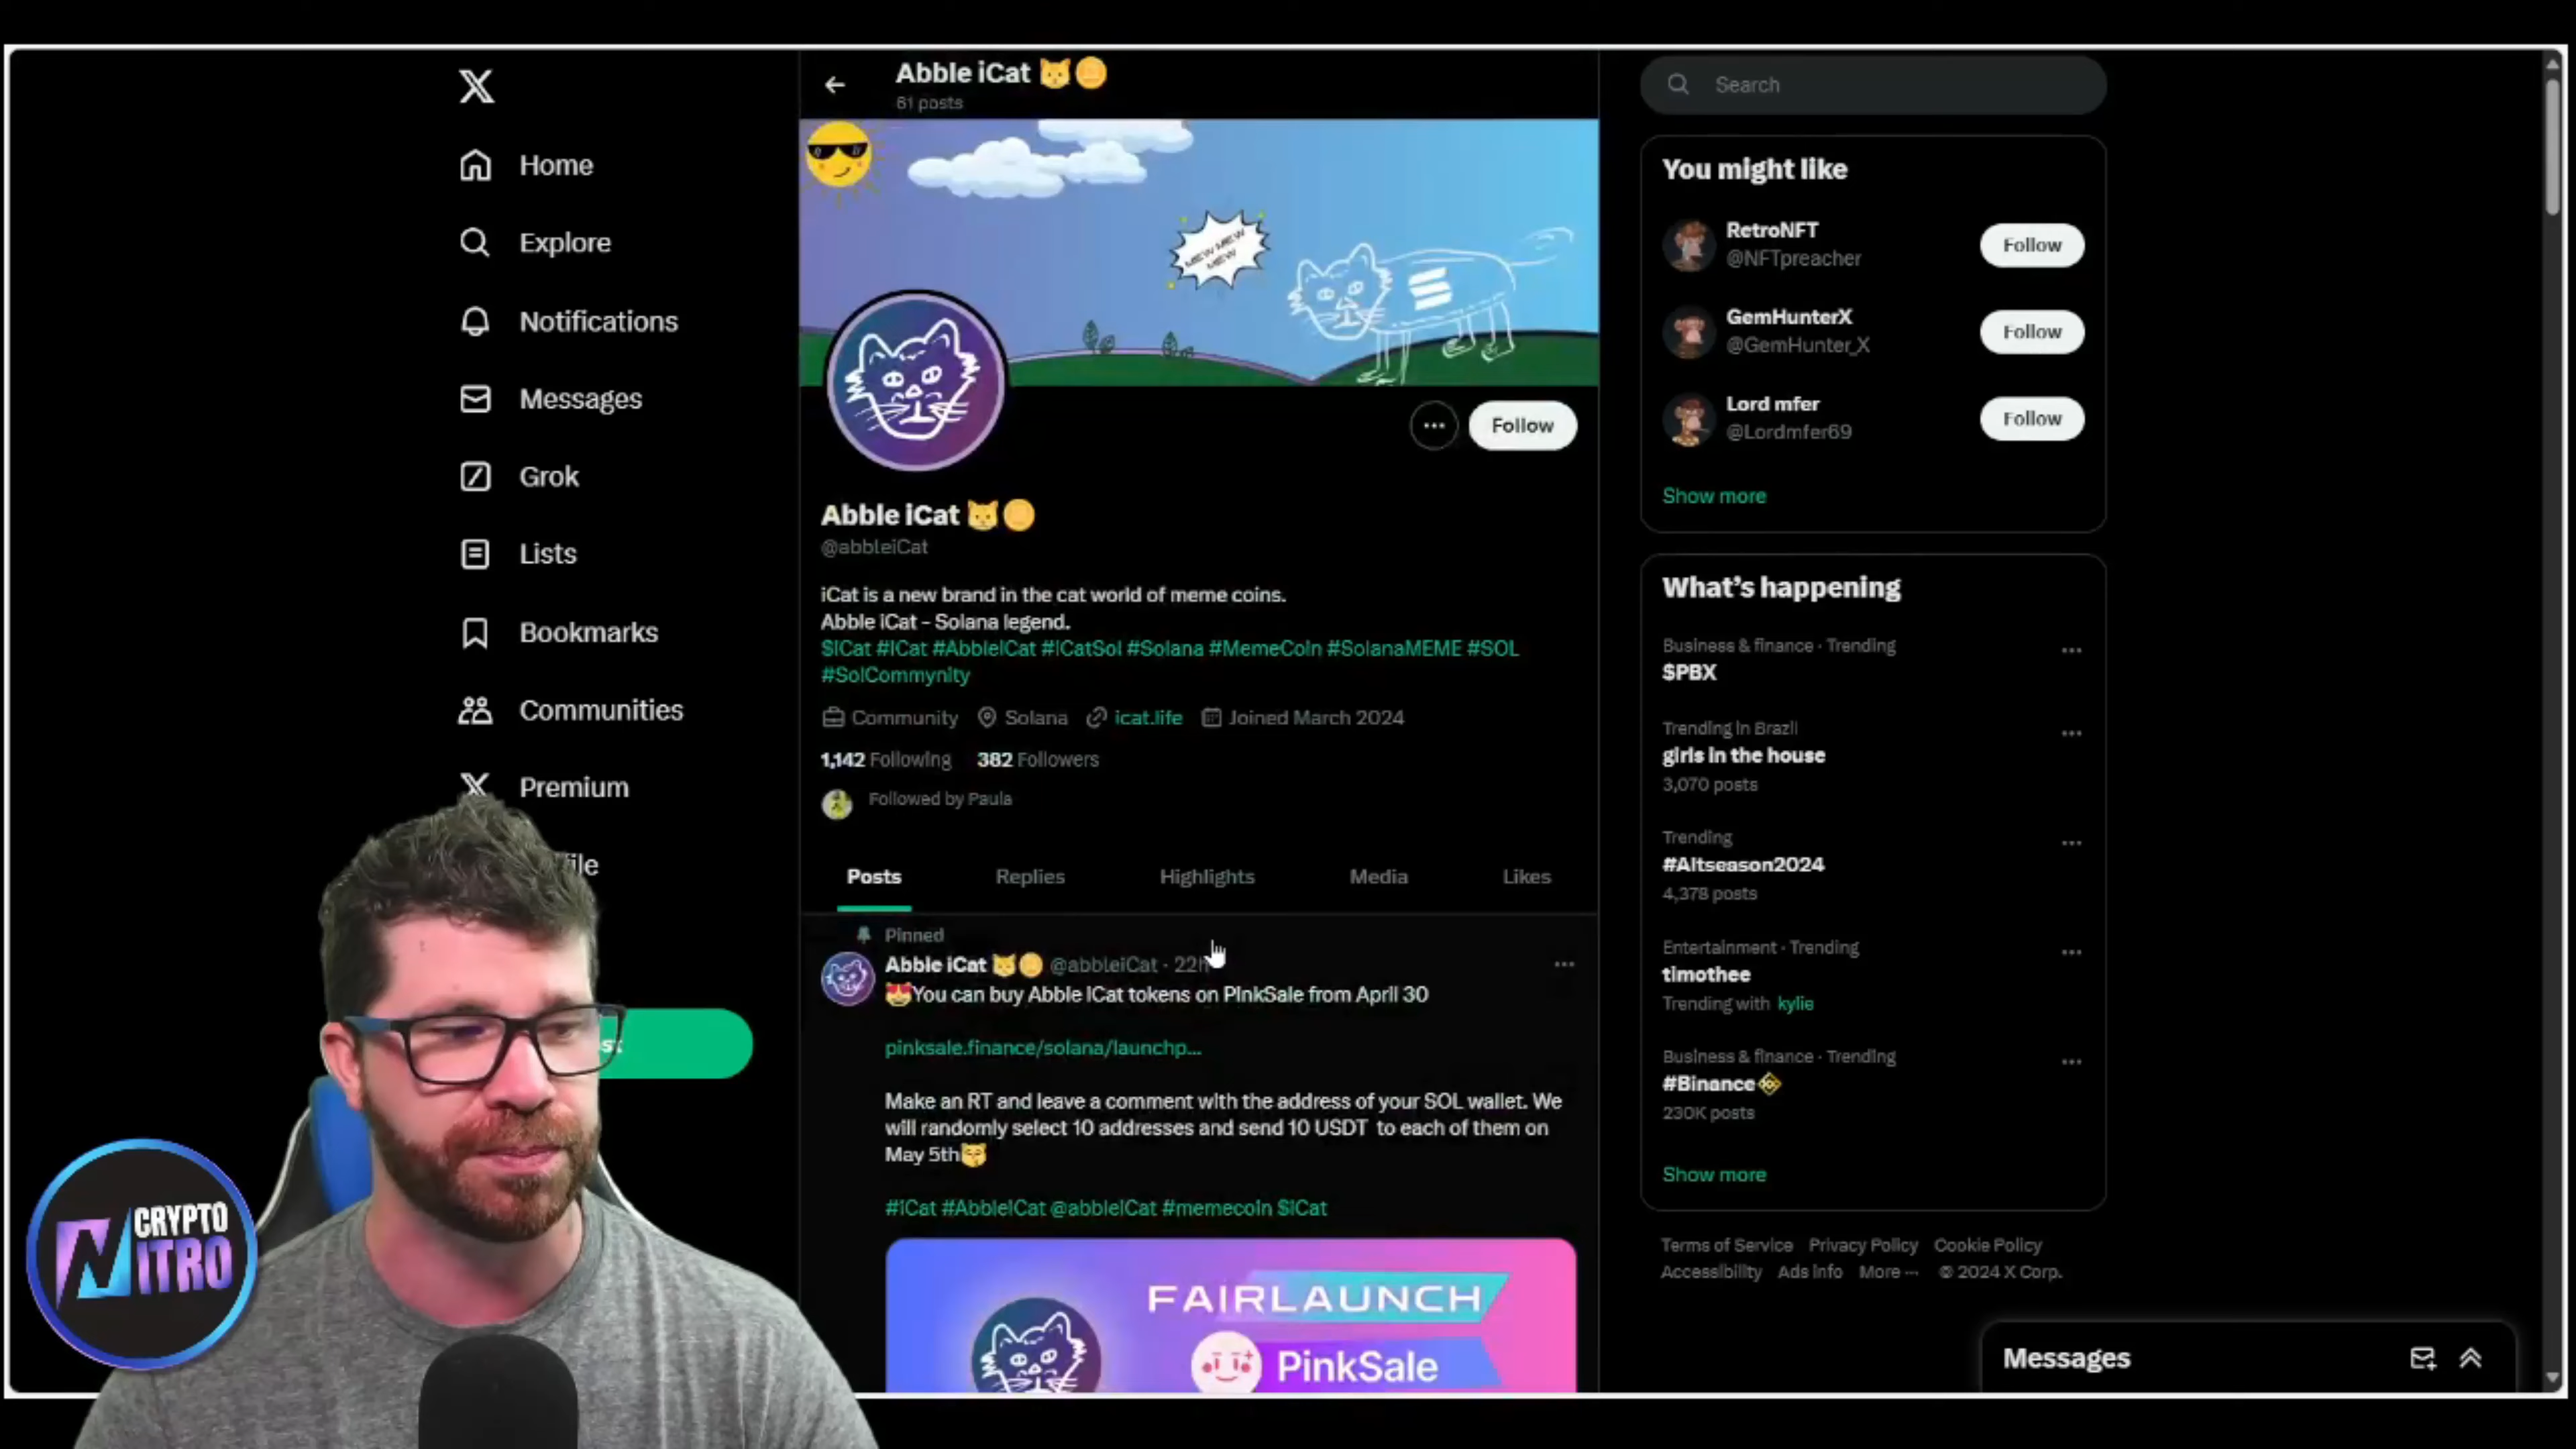 Home
Explore
Notifications
Messages
Grok
Lists
Bookmarks
Communities
Premium
file
st
CRYPTO
NITRO
Abble iCat 🐱🪙
61 posts
MEW MEW
MEW
Follow
Abble iCat 🐱🪙
@abbleiCat
iCat is a new brand in the cat world of meme coins.
Abble iCat - Solana legend.
$iCat #iCat #AbbleiCat #iCatSol #Solana #MemeCoin #SolanaMEME #SOL
#SolCommynity
Community Solana icat.life Joined March 2024
1,142 Following 382 Followers
Followed by Paula
Posts Replies Highlights Media Likes
Pinned
Abble iCat 🐱🪙 @abbleiCat · 22h
😻You can buy Abble iCat tokens on PinkSale from April 30
pinksale.finance/solana/launchp...
Make an RT and leave a comment with the address of your SOL wallet. We
will randomly select 10 addresses and send 10 USDT to each of them on
May 5th😽
#iCat #AbbleiCat @abbleiCat #memecoin $iCat
FAIRLAUNCH
PinkSale
Search
You might like
RetroNFT
@NFTpreacher
Follow
GemHunterX
@GemHunter_X
Follow
Lord mfer
@Lordmfer69
Follow
Show more
What's happening
Business & finance · Trending
$PBX
Trending in Brazil
girls in the house
3,070 posts
Trending
#Altseason2024
4,378 posts
Entertainment · Trending
timothee
Trending with kylie
Business & finance · Trending
#Binance
230K posts
Show more
Terms of Service Privacy Policy Cookie Policy
Accessibility Ads info More ··· © 2024 X Corp.
Messages